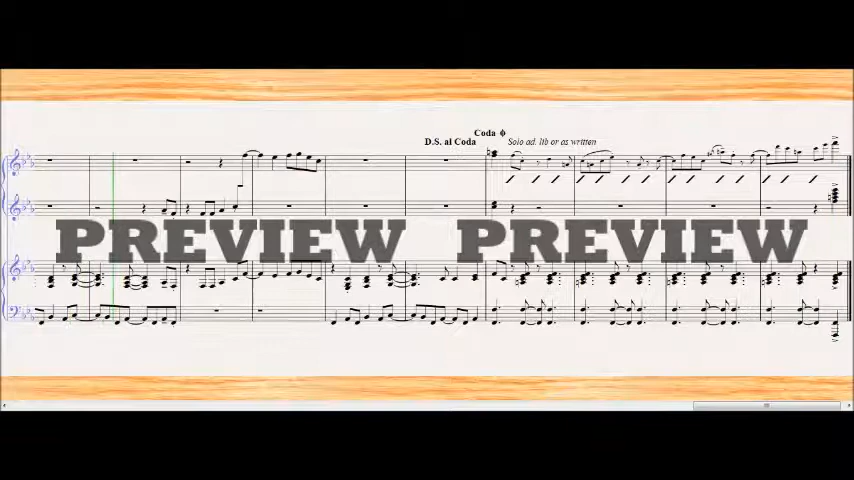 Coda
D.S. al Coda
Solo ad. lib or as written
PREVIEW PREVIEW